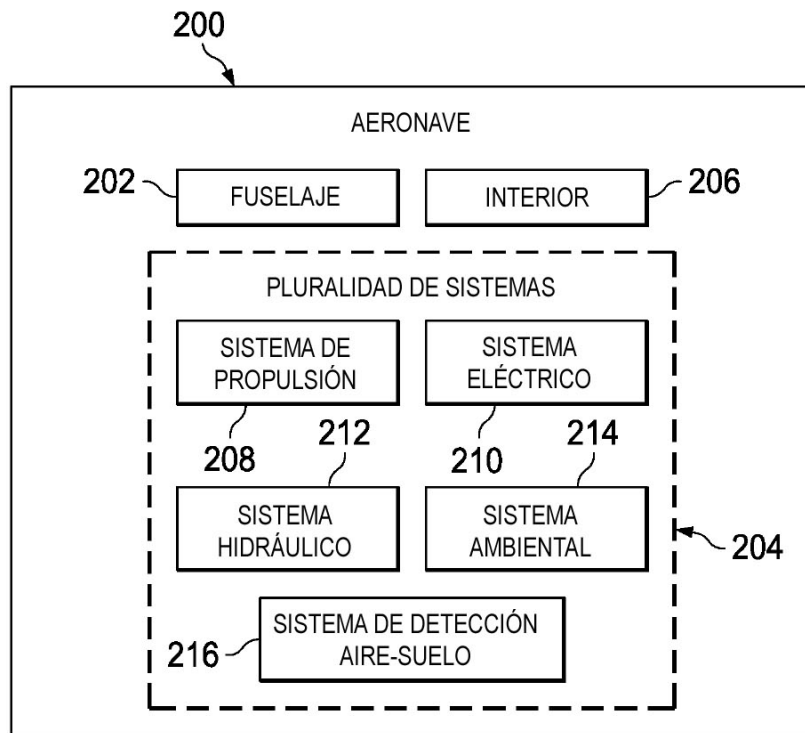 200
AERONAVE
202
FUSELAJE
INTERIOR
206
PLURALIDAD DE SISTEMAS
SISTEMA DE
PROPULSIÓN
SISTEMA
ELÉCTRICO
208
212
210
214
SISTEMA
HIDRÁULICO
SISTEMA
AMBIENTAL
204
216
SISTEMA DE DETECCIÓN
AIRE-SUELO